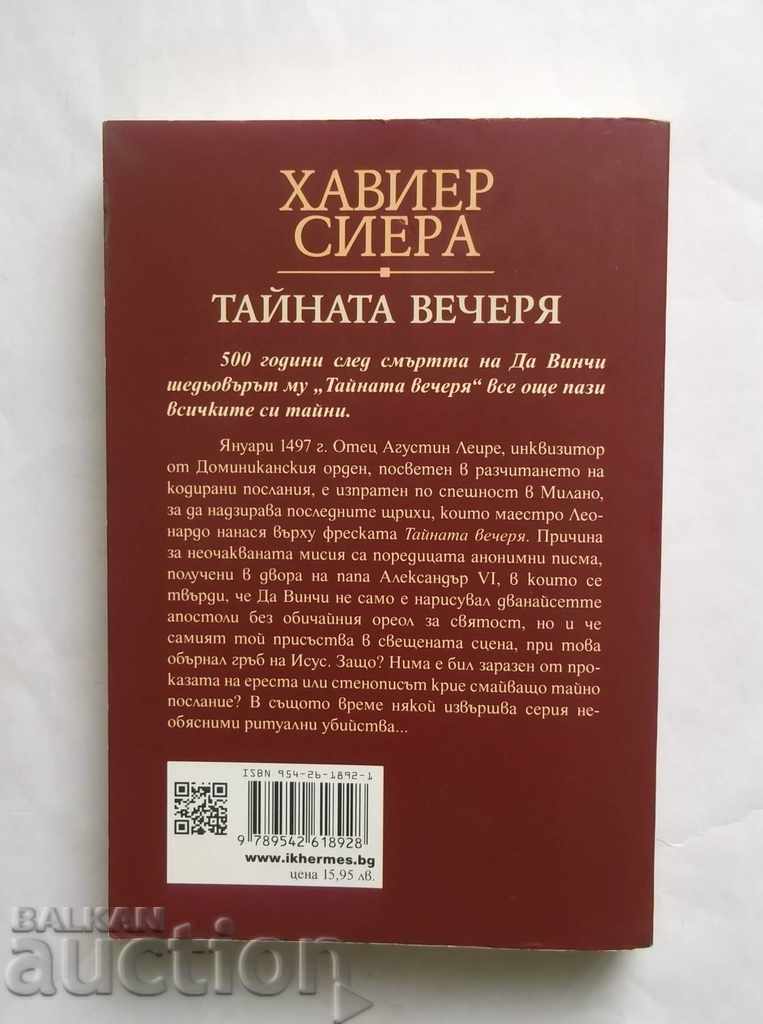 ХАВИЕР
СИЕРА
ТАЙНАТА ВЕЧЕРЯ
500 години след смъртта на Да Винчи
шедьовърът му „Тайната вечеря“ все още пази
всичките си тайни.
Януари 1497 г. Отец Агустин Леире, инквизитор
от Доминиканския орден, посветен в разчитането на
кодирани послания, е изпратен по спешност в Милано,
за да надзирава последните щрихи, които маестро Лео-
нардо нанася върху фреската Тайната вечеря. Причина
за неочакваната мисия са поредицата анонимни писма,
получени в двора на папа Александър VI, в които се
твърди, че Да Винчи не само е нарисувал дванайсетте
апостоли без обичайния ореол за святост, но и че
самият той присъства в свещената сцена, при това
обърнал гръб на Исус. Защо? Нима е бил заразен от про-
казата на ереста или стенописът крие смайващо тайно
послание? В същото време някой извършва серия не-
обясними ритуални убийства...
ISBN 954-26-1892-1
9 789542 618928
www.ikhermes.bg
цена 15,95 лв.
BALKAN
auction